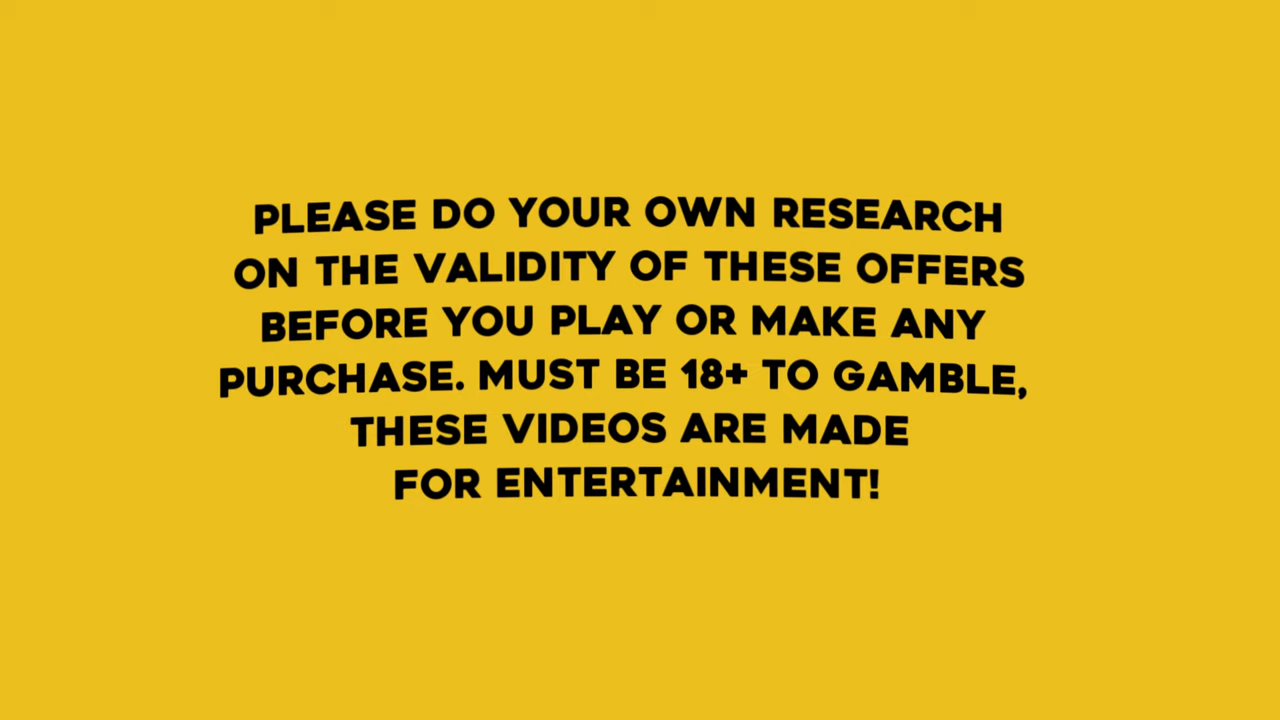 PLEASE DO YOUR OWN RESEARCH
ON THE VALIDITY OF THESE OFFERS
BEFORE YOU PLAY OR MAKE ANY
PURCHASE. MUST BE 18+ TO GAMBLE,
THESE VIDEOS ARE MADE
FOR ENTERTAINMENT!